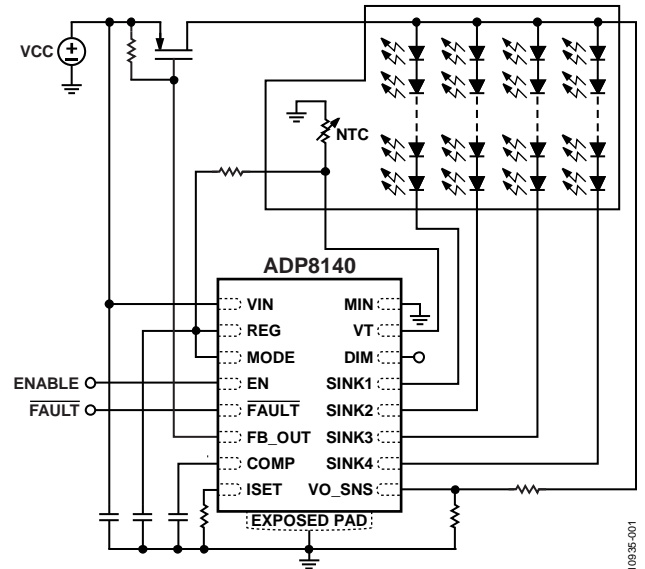 VCC
NTC
ADP8140
VIN
MIN
REG
VT
MODE
DIM
ENABLE
EN
SINK1
FAULT
FAULT
SINK2
FB_OUT
SINK3
COMP
SINK4
ISET
VO_SNS
EXPOSED PAD
10935-001